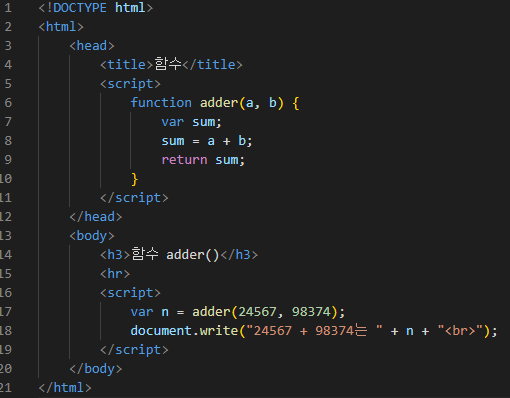 1 <!DOCTYPE html>
2 <html>
3 <head>
4 <title>함수</title>
5 <script>
6 function adder(a, b) {
7 var sum;
8 sum = a + b;
9 return sum;
10 }
11 </script>
12 </head>
13 <body>
14 <h3>함수 adder()</h3>
15 <hr>
16 <script>
17 var n = adder(24567, 98374);
18 document.write("24567 + 98374는 " + n + "<br>");
19 </script>
20 </body>
21 </html>